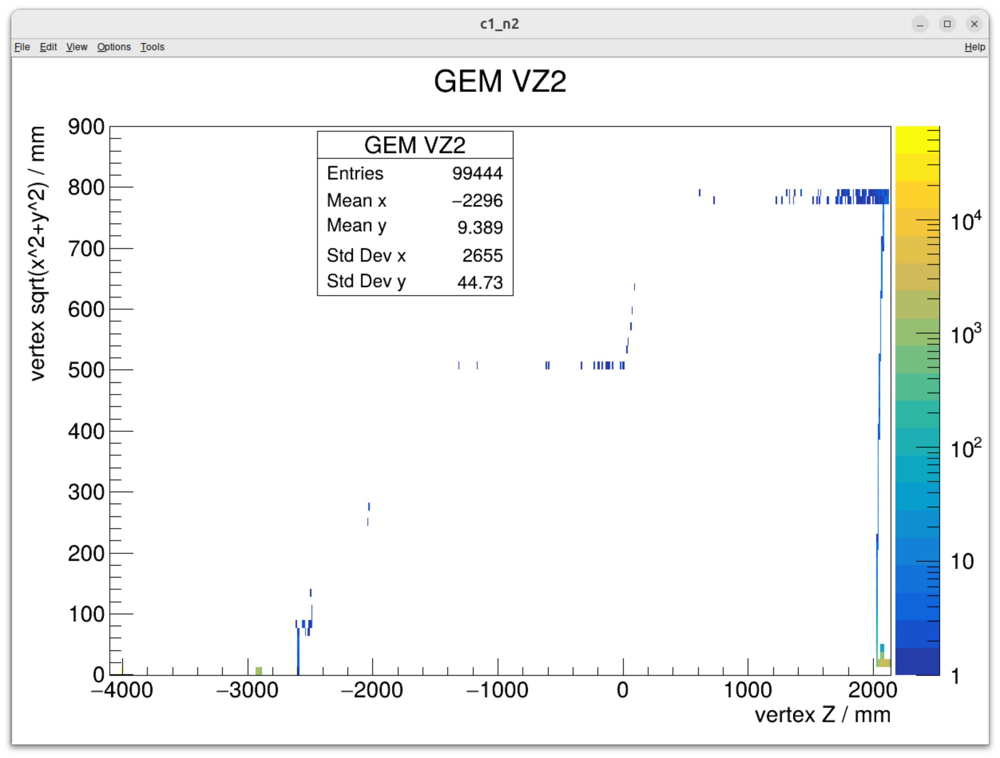 c1_n2
File Edit View Options Tools Help
GEM VZ2
vertex sqrt(x^2+y^2) / mm
900
800
700
600
500
400
300
200
100
0
GEM VZ2
Entries 99444
Mean x −2296
Mean y 9.389
Std Dev x 2655
Std Dev y 44.73
10^4
10^3
10^2
10
1
−4000 −3000 −2000 −1000 0 1000 2000
vertex Z / mm